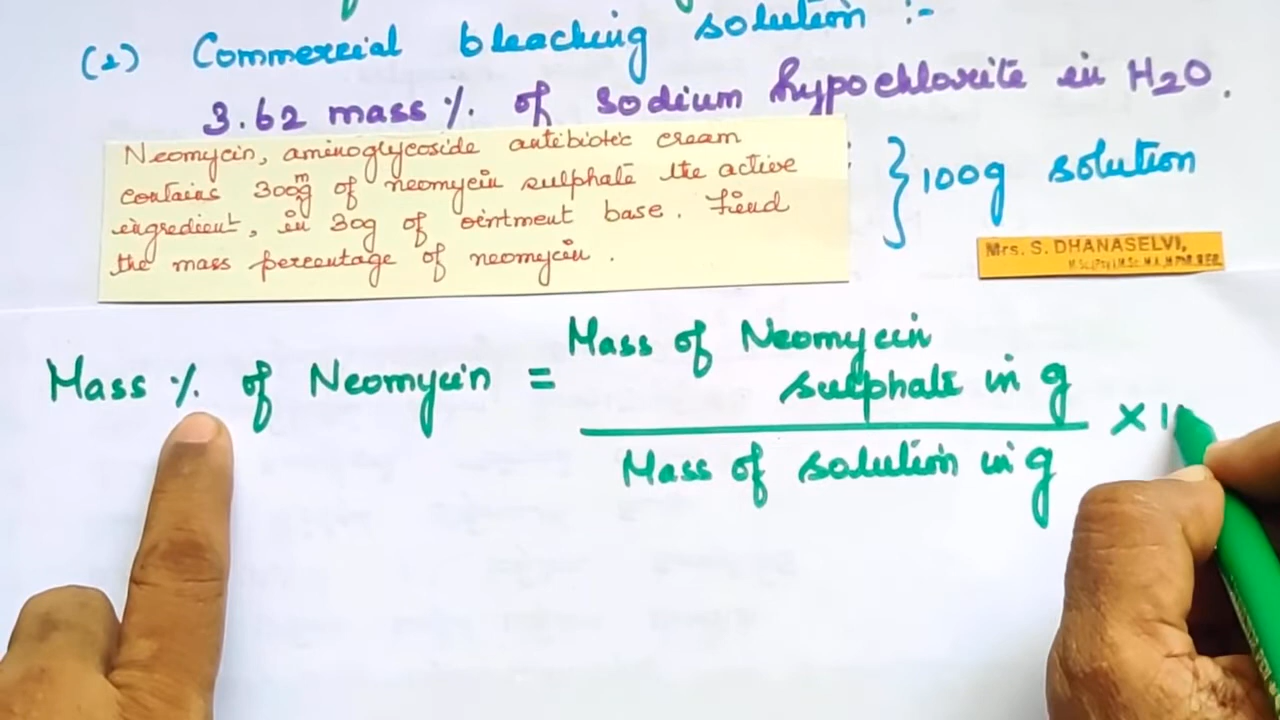 (2) Commercial bleaching solution :-
3.62 mass %. of sodium hypochlorite in H2O.
Neomycin, aminoglycoside antibiotic cream
contains 300mg of neomycin sulphate the active
ingredient, in 30g of ointment base. Find
the mass percentage of neomycin.
} 100g solution
Mrs. S. DHANASELVI,
Mass %. of Neomycin = Mass of Neomycin
sulphate in g
Mass of solution in g
× 1